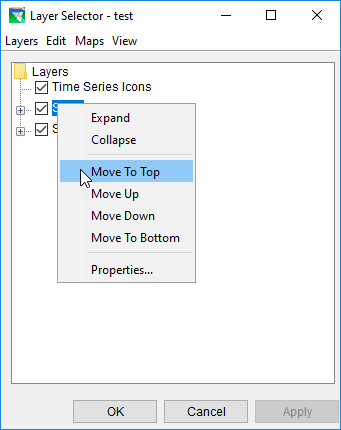 Layer Selector - test
Layers Edit Maps View
Layers
Time Series Icons
Expand
Collapse
Move To Top
Move Up
Move Down
Move To Bottom
Properties...
OK Cancel Apply